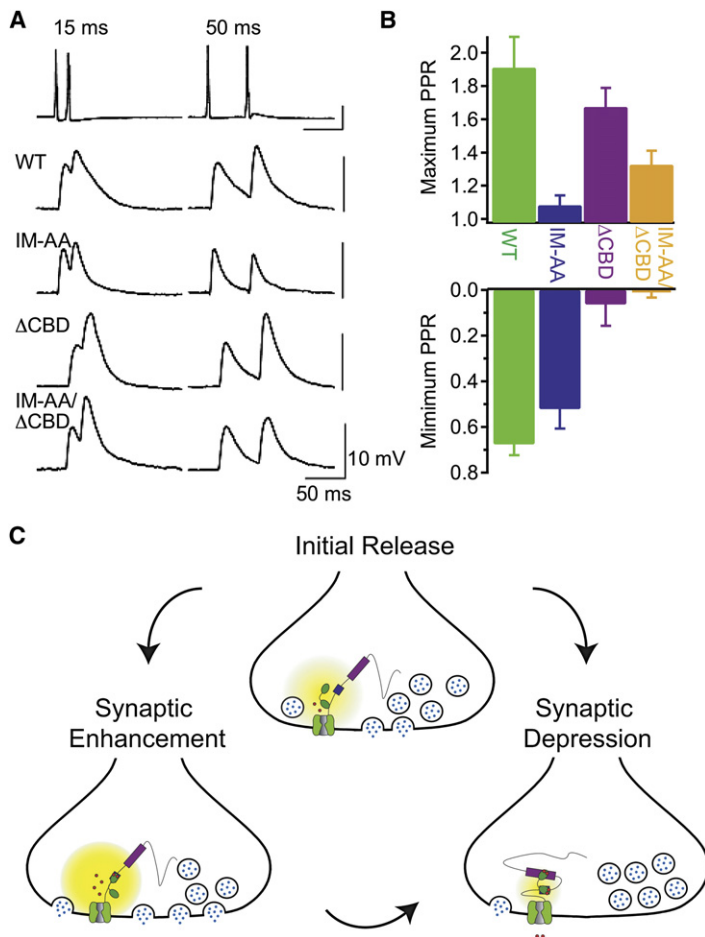 A
15 ms
50 ms
WT
IM-AA
ΔCBD
IM-AA/
ΔCBD
10 mV
50 ms
B
Maximum PPR
2.0
1.8
1.6
1.4
1.2
1.0
WT
IM-AA
ΔCBD
IM-AA/
ΔCBD
Mimimum PPR
0.0
0.2
0.4
0.6
0.8
C
Initial Release
Synaptic
Enhancement
Synaptic
Depression